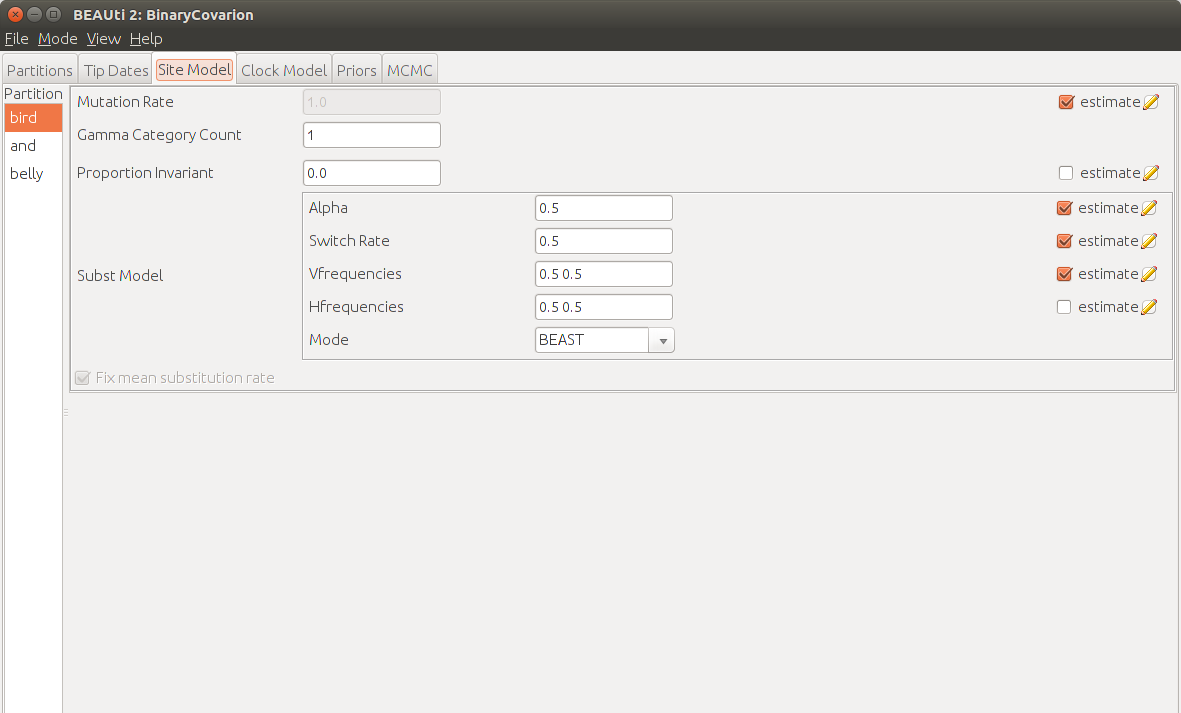 BEAUti 2: BinaryCovarion
File Mode View Help
Partitions Tip Dates Site Model Clock Model Priors MCMC
Partition
bird
and
belly
Mutation Rate 1.0 estimate
Gamma Category Count 1
Proportion Invariant 0.0 estimate
Subst Model
Alpha 0.5 estimate
Switch Rate 0.5 estimate
Vfrequencies 0.5 0.5 estimate
Hfrequencies 0.5 0.5 estimate
Mode BEAST
Fix mean substitution rate